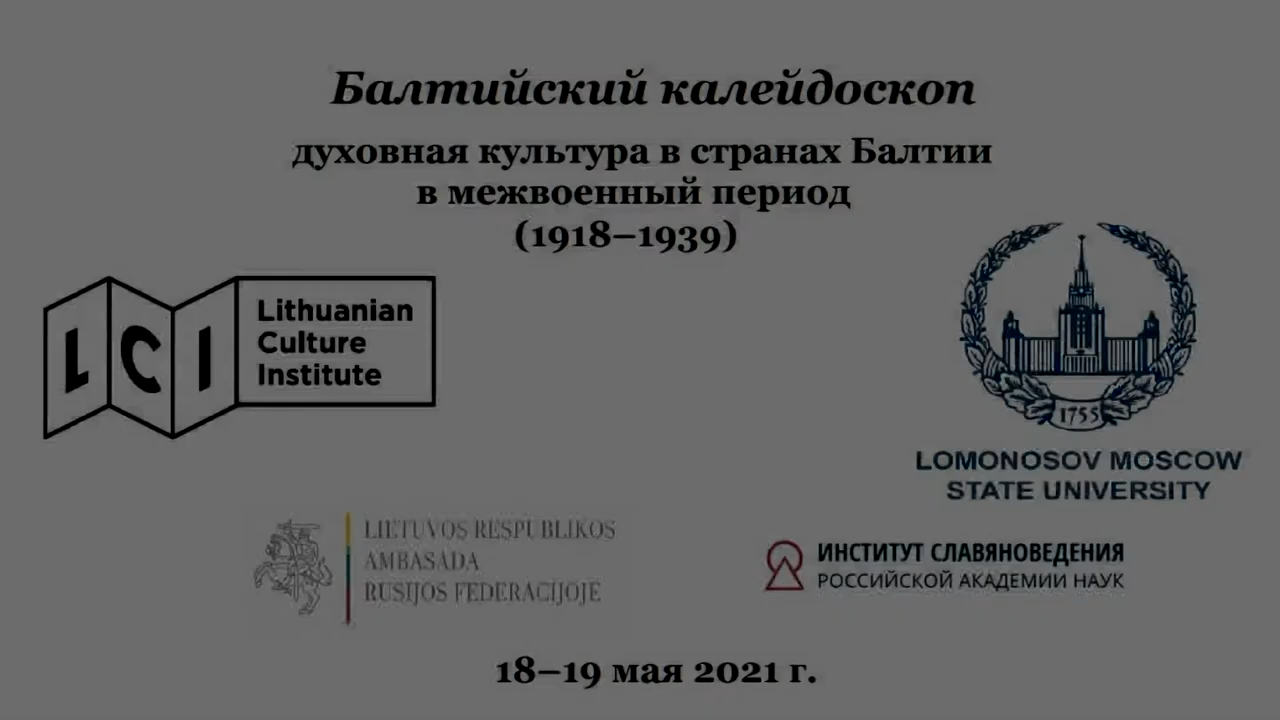 Балтийский калейдоскоп
духовная культура в странах Балтии
в межвоенный период
(1918–1939)
LCI
Lithuanian
Culture
Institute
1755
LOMONOSOV MOSCOW
STATE UNIVERSITY
LIETUVOS RESPUBLIKOS
AMBASADA
RUSIJOS FEDERACIJOJE
ИНСТИТУТ СЛАВЯНОВЕДЕНИЯ
РОССИЙСКОЙ АКАДЕМИИ НАУК
18–19 мая 2021 г.